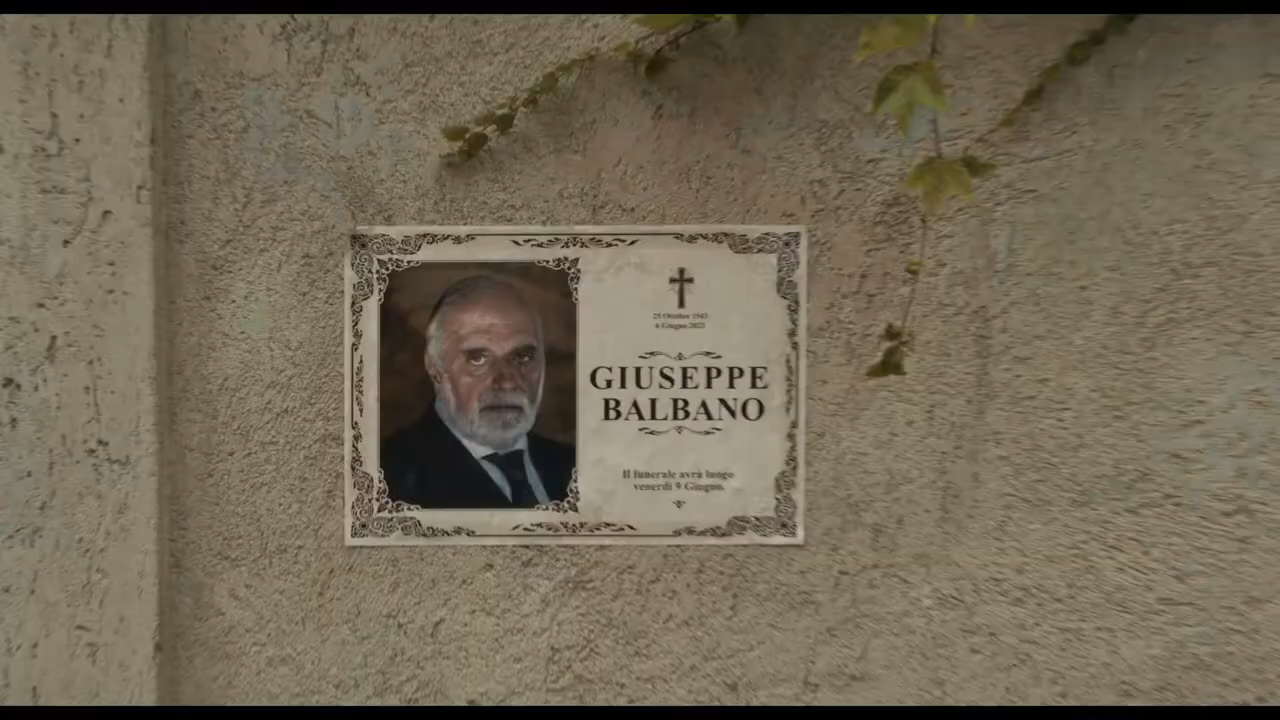 25 Ottobre 1943
6 Giugno 2023
GIUSEPPE
BALBANO
Il funerale avrà luogo
venerdì 9 Giugno.